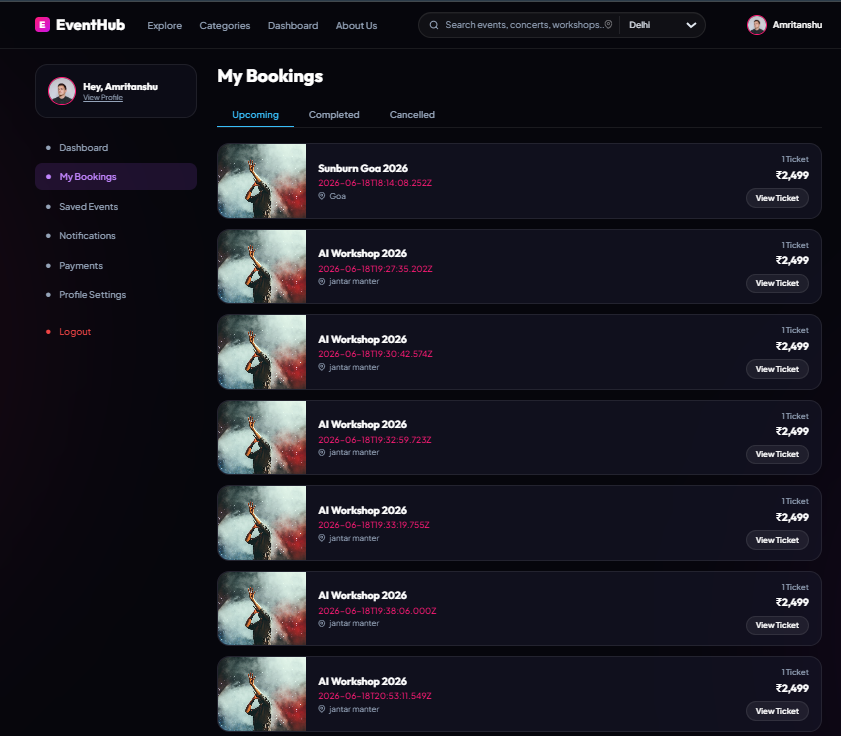 E EventHub
Explore
Categories
Dashboard
About Us
Search events, concerts, workshops..
Delhi
Amritanshu
Hey, Amritanshu
View Profile
Dashboard
My Bookings
Saved Events
Notifications
Payments
Profile Settings
Logout
My Bookings
Upcoming
Completed
Cancelled
Sunburn Goa 2026
2026-06-18T18:14:08.252Z
Goa
1 Ticket
₹2,499
View Ticket
AI Workshop 2026
2026-06-18T19:27:35.202Z
jantar manter
1 Ticket
₹2,499
View Ticket
AI Workshop 2026
2026-06-18T19:30:42.574Z
jantar manter
1 Ticket
₹2,499
View Ticket
AI Workshop 2026
2026-06-18T19:32:59.723Z
jantar manter
1 Ticket
₹2,499
View Ticket
AI Workshop 2026
2026-06-18T19:33:19.755Z
jantar manter
1 Ticket
₹2,499
View Ticket
AI Workshop 2026
2026-06-18T19:38:06.000Z
jantar manter
1 Ticket
₹2,499
View Ticket
AI Workshop 2026
2026-06-18T20:53:11.549Z
jantar manter
1 Ticket
₹2,499
View Ticket